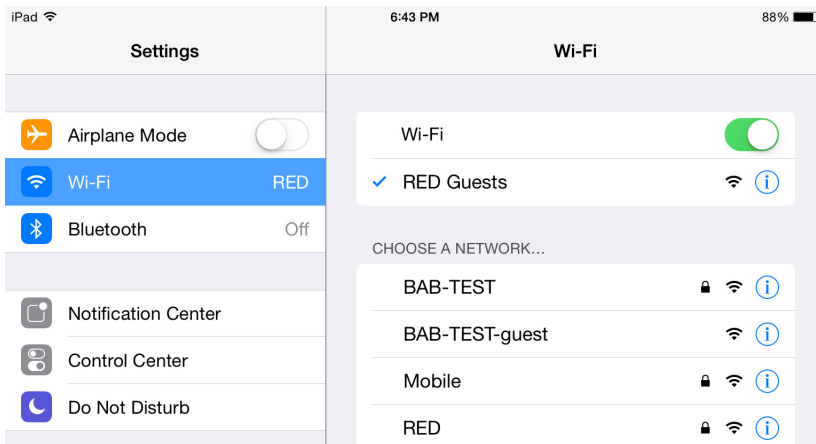 iPad 6:43 PM 88%
Settings
Wi-Fi
Airplane Mode
Wi-Fi RED
Bluetooth Off
Notification Center
Control Center
Do Not Disturb
Wi-Fi
RED Guests
CHOOSE A NETWORK...
BAB-TEST
BAB-TEST-guest
Mobile
RED